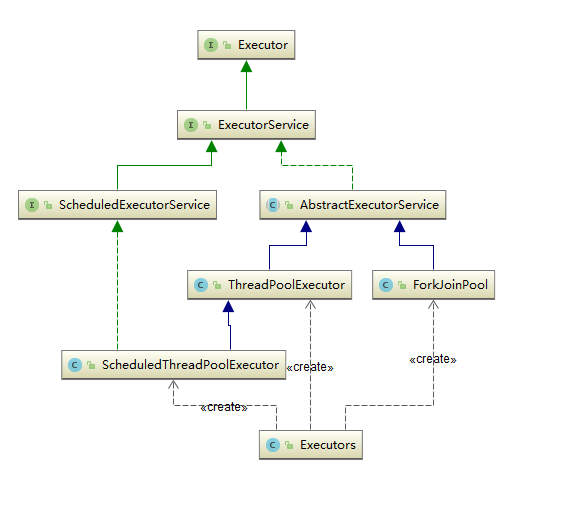 I Executor
I ExecutorService
I ScheduledExecutorService
C AbstractExecutorService
C ThreadPoolExecutor
C ForkJoinPool
C ScheduledThreadPoolExecutor
«create»
«create»
«create»
C Executors